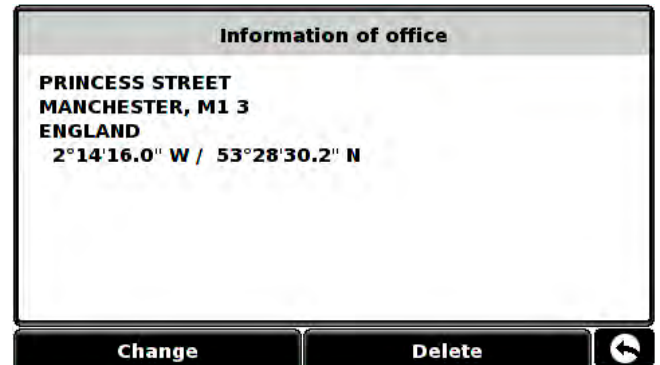 Information of office
PRINCESS STREET
MANCHESTER, M1 3
ENGLAND
2°14'16.0" W / 53°28'30.2" N
Change
Delete